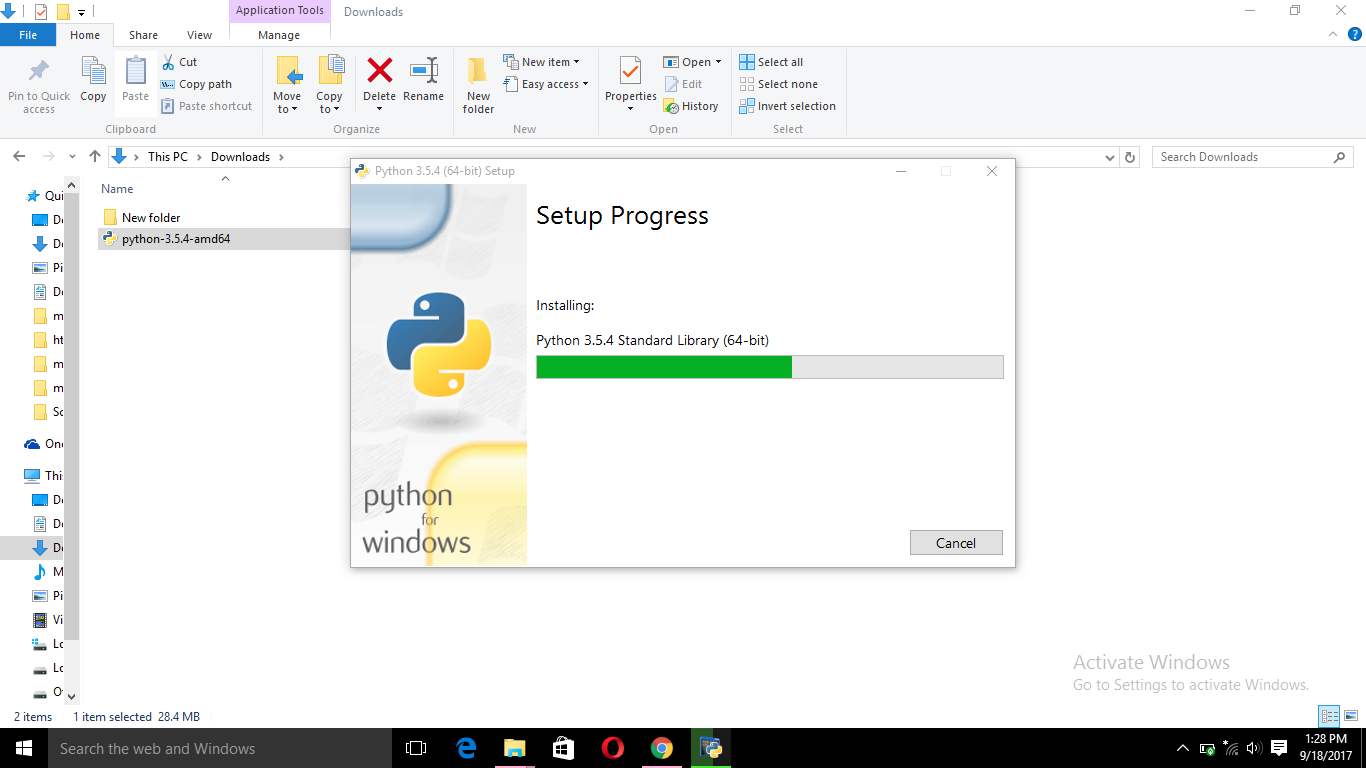 Application Tools
Downloads
File
Home
Share
View
Manage
Pin to Quick access
Copy
Paste
Cut
Copy path
Paste shortcut
Clipboard
Move to
Copy to
Delete
Rename
Organize
New folder
New item
Easy access
New
Properties
Open
Edit
History
Open
Select all
Select none
Invert selection
Select
This PC
Downloads
Search Downloads
Name
New folder
python-3.5.4-amd64
Qui
De
Do
Pi
Do
m
ht
m
m
Sc
One
Thi
De
Do
Do
M
Pi
Vi
Lo
Lo
Python 3.5.4 (64-bit) Setup
Setup Progress
Installing:
Python 3.5.4 Standard Library (64-bit)
python
for
windows
Cancel
Activate Windows
Go to Settings to activate Windows.
2 items
1 item selected 28.4 MB
Search the web and Windows
1:28 PM
9/18/2017